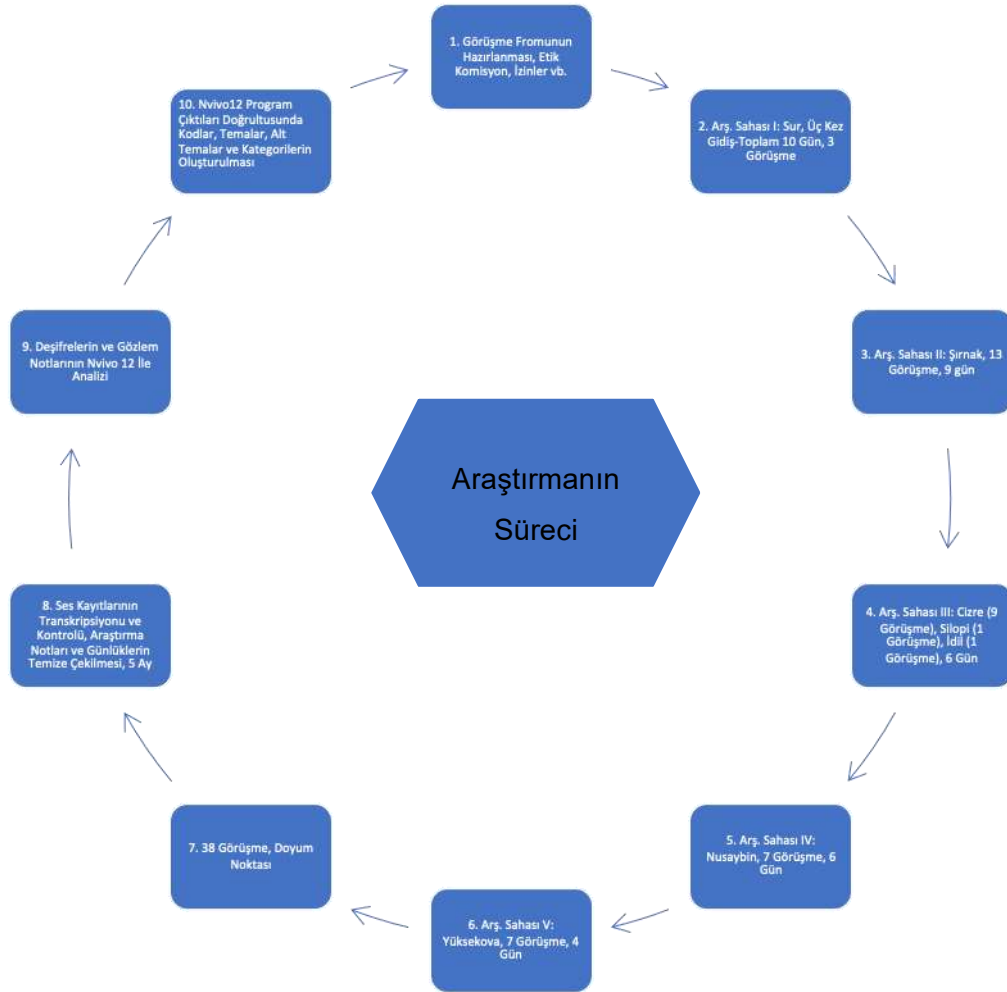 1. Görüşme Fromunun
Hazırlanması, Etik
Komisyon, İzinler vb.
2. Arş. Sahası I: Sur, Üç Kez
Gidiş-Toplam 10 Gün, 3
Görüşme
3. Arş. Sahası II: Şırnak, 13
Görüşme, 9 gün
4. Arş. Sahası III: Cizre (9
Görüşme), Silopi (1
Görüşme), İdil (1
Görüşme), 6 Gün
5. Arş. Sahası IV:
Nusaybin, 7 Görüşme, 6
Gün
6. Arş. Sahası V:
Yüksekova, 7 Görüşme, 4
Gün
7. 38 Görüşme, Doyum
Noktası
8. Ses Kayıtlarının
Transkripsiyonu ve
Kontrolü, Araştırma
Notları ve Günlüklerin
Temize Çekilmesi, 5 Ay
9. Deşifrelerin ve Gözlem
Notlarının Nvivo 12 İle
Analizi
10. Nvivo12 Program
Çıktıları Doğrultusunda
Kodlar, Temalar, Alt
Temalar ve Kategorilerin
Oluşturulması
Araştırmanın
Süreci